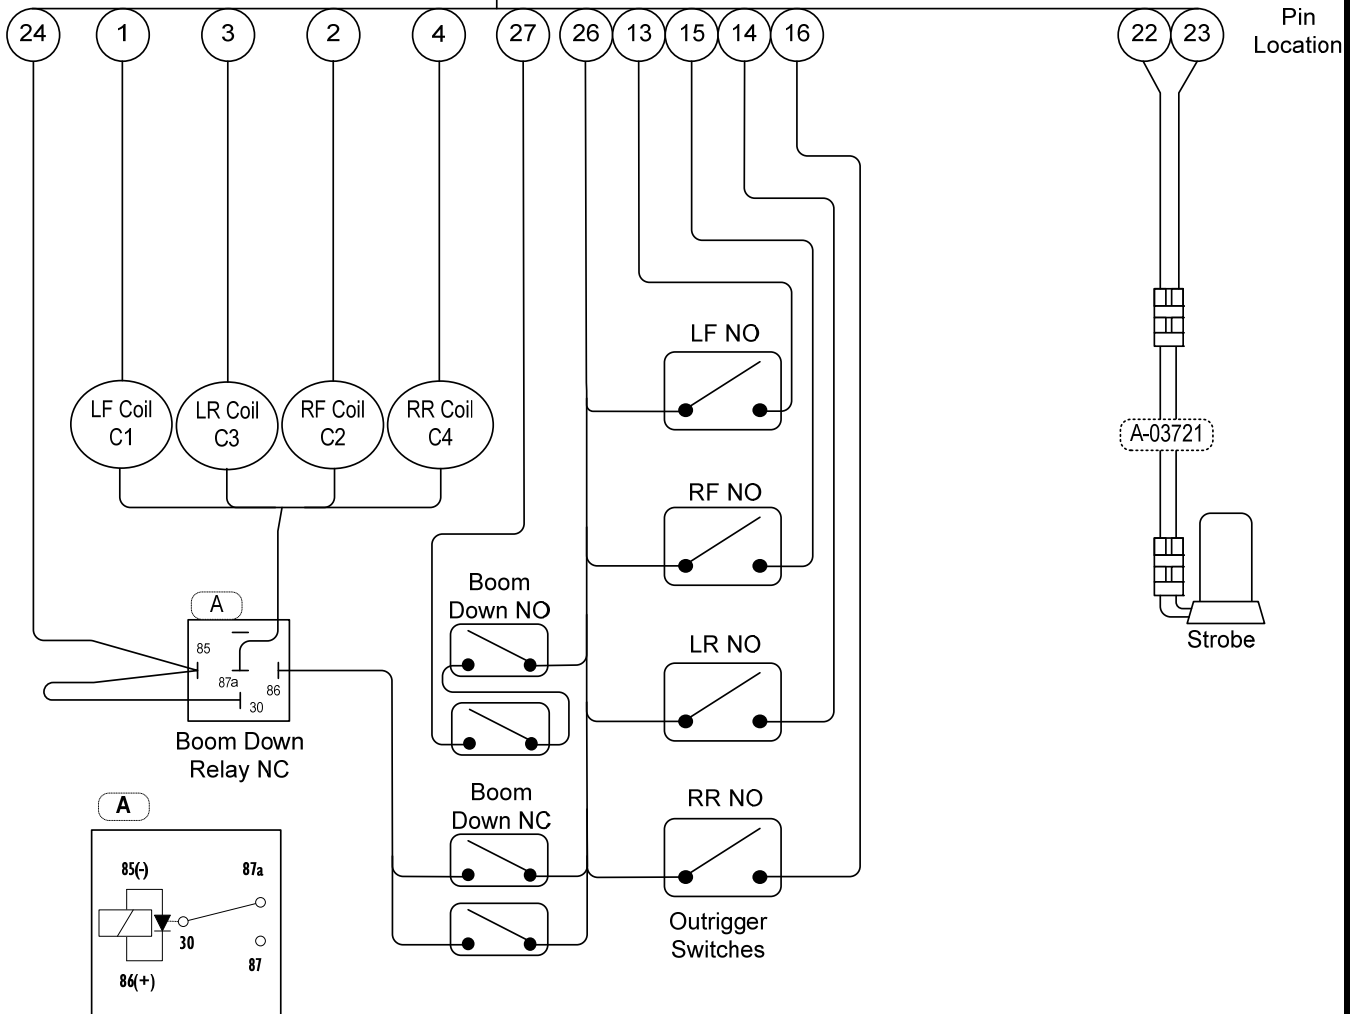 24 1 3 2 4 27 26 13 15 14 16 22 23
Pin
Location
LF NO
LF Coil
C1
LR Coil
C3
RF Coil
C2
RR Coil
C4
A-03721
RF NO
Boom
Down NO
A
85
87a
86
30
Boom Down
Relay NC
LR NO
Strobe
Boom
Down NC
RR NO
Outrigger
Switches
A
85(-)
87a
30
87
86(+)